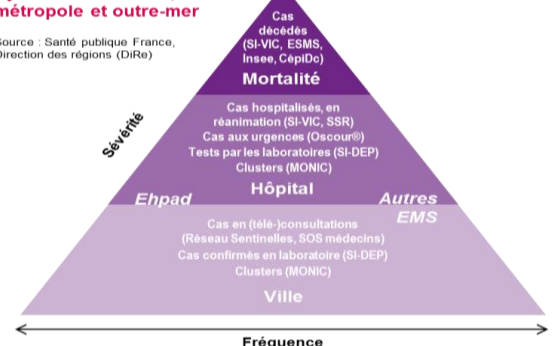 métropole et outre-mer
Source : Santé publique France,
Direction des régions (DiRe)
Cas
décédés
(SI-VIC, ESMS,
Insee, CépiDc)
Mortalité
Sévérité
Cas hospitalisés, en
réanimation (SI-VIC, SSR)
Cas aux urgences (Oscour®)
Tests par les laboratoires (SI-DEP)
Clusters (MONIC)
Hôpital
Ehpad
Autres
EMS
Cas en (télé-)consultations
(Réseau Sentinelles, SOS médecins)
Cas confirmés en laboratoire (SI-DEP)
Clusters (MONIC)
Ville
Fréquence